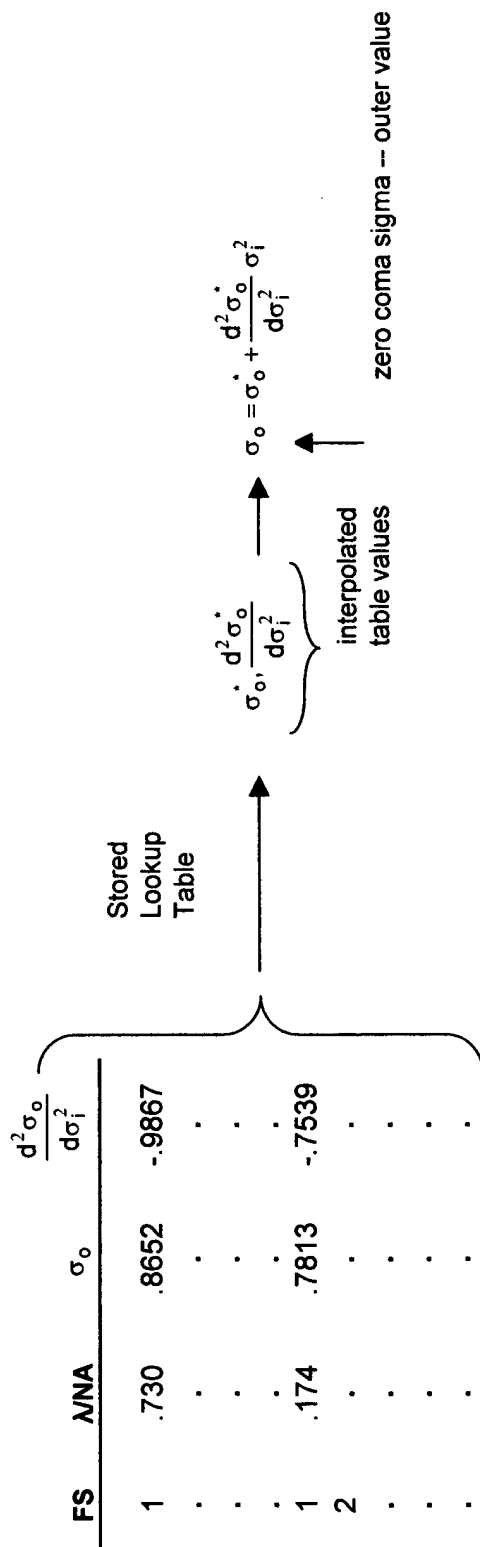 FS λ/NA σo d²σo/dσi²
1 .730 .8652 -.9867
. . . .
. . . .
. . . .
1 .174 .7813 -.7539
2 . . .
. . . .
. . . .
. . . .
Stored
Lookup
Table
σo*, d²σo*/dσi²
interpolated
table values
σo = σo* + d²σo*/dσi² σi²
zero coma sigma -- outer value